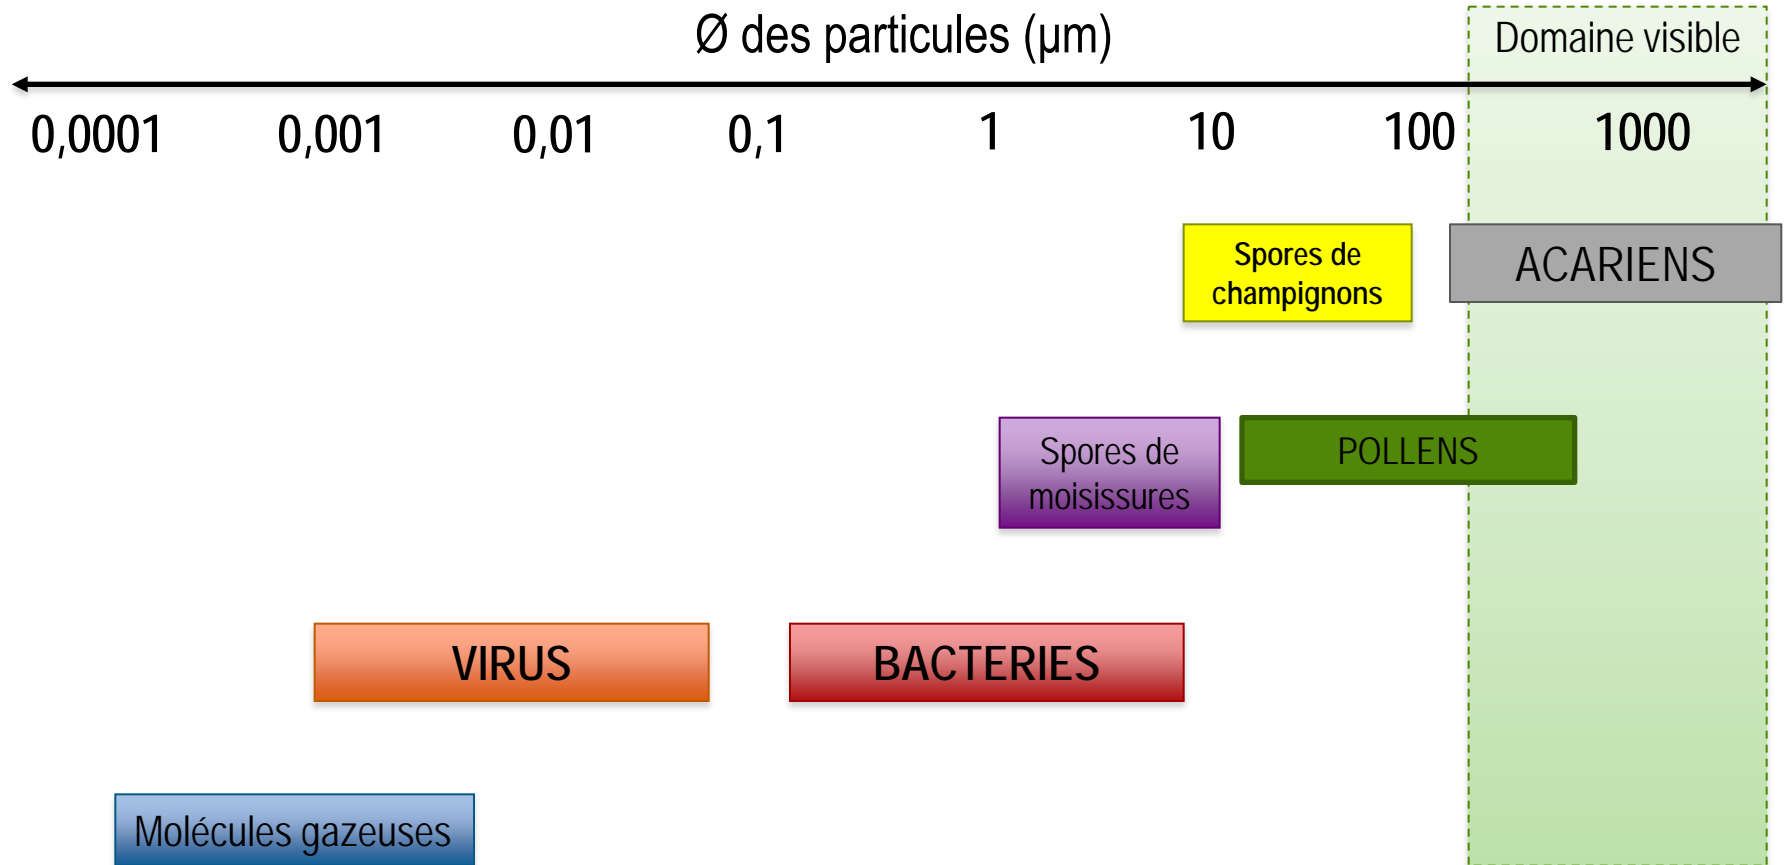 Ø des particules (µm)
Domaine visible
0,0001 0,001 0,01 0,1 1 10 100 1000
Spores de
champignons
ACARIENS
Spores de
moisissures
POLLENS
VIRUS
BACTERIES
Molécules gazeuses